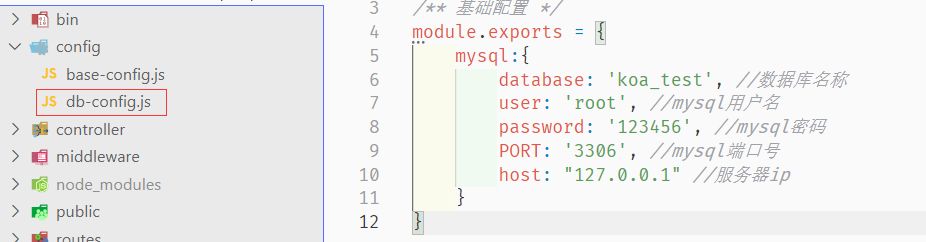 bin
config
JS base-config.js
JS db-config.js
controller
middleware
node_modules
public
routes
3 /** 基础配置 */
4 module.exports = {
5 mysql:{
6 database: 'koa_test', //数据库名称
7 user: 'root', //mysql用户名
8 password: '123456', //mysql密码
9 PORT: '3306', //mysql端口号
10 host: "127.0.0.1" //服务器ip
11 }
12 }